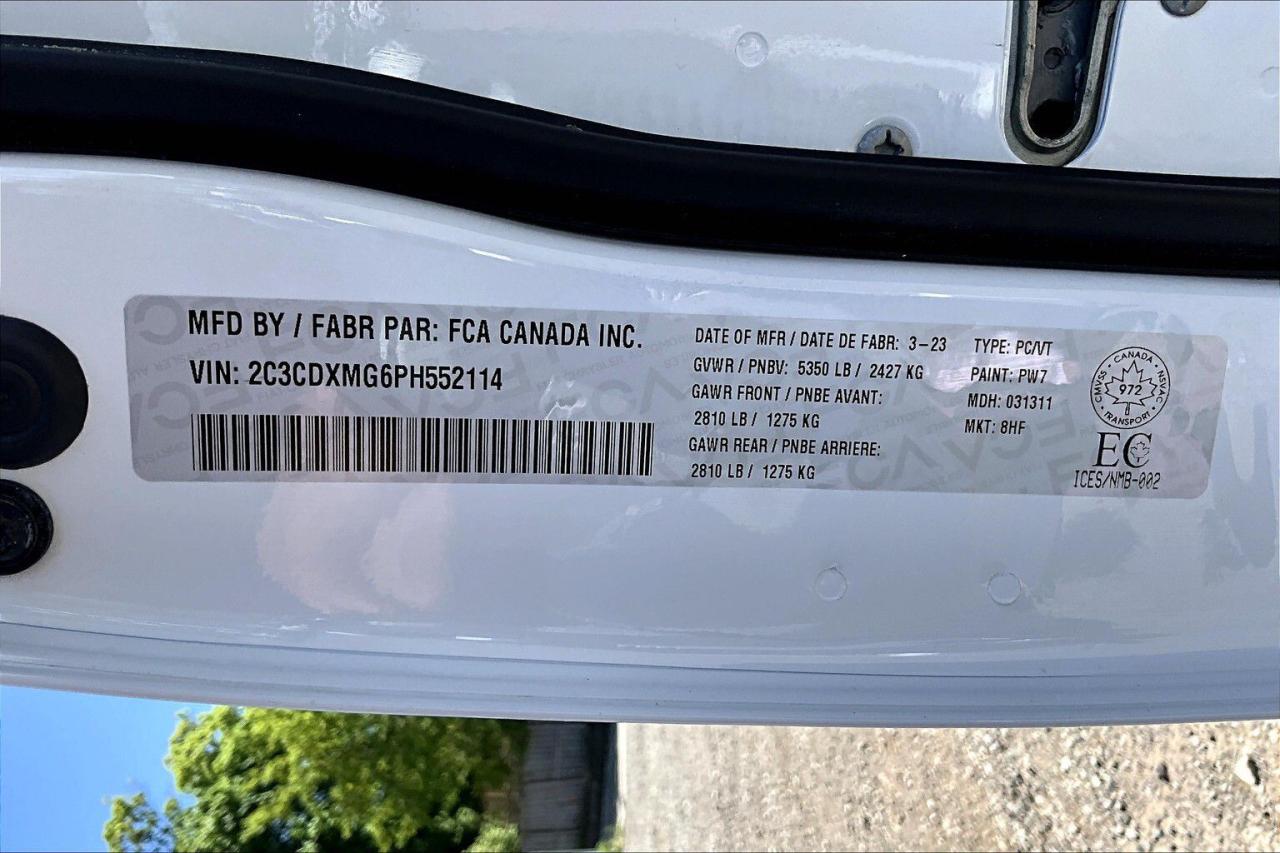 MFD BY / FABR PAR: FCA CANADA INC.
VIN: 2C3CDXMG6PH552114
DATE OF MFR / DATE DE FABR: 3-23
GVWR / PNBV: 5350 LB / 2427 KG
GAWR FRONT / PNBE AVANT:
2810 LB / 1275 KG
GAWR REAR / PNBE ARRIERE:
2810 LB / 1275 KG
TYPE: PC/VT
PAINT: PW7
MDH: 031311
MKT: 8HF
CANADA
CMVSS 972 NSVAC
TRANSPORT
EC
ICES/NMB-002